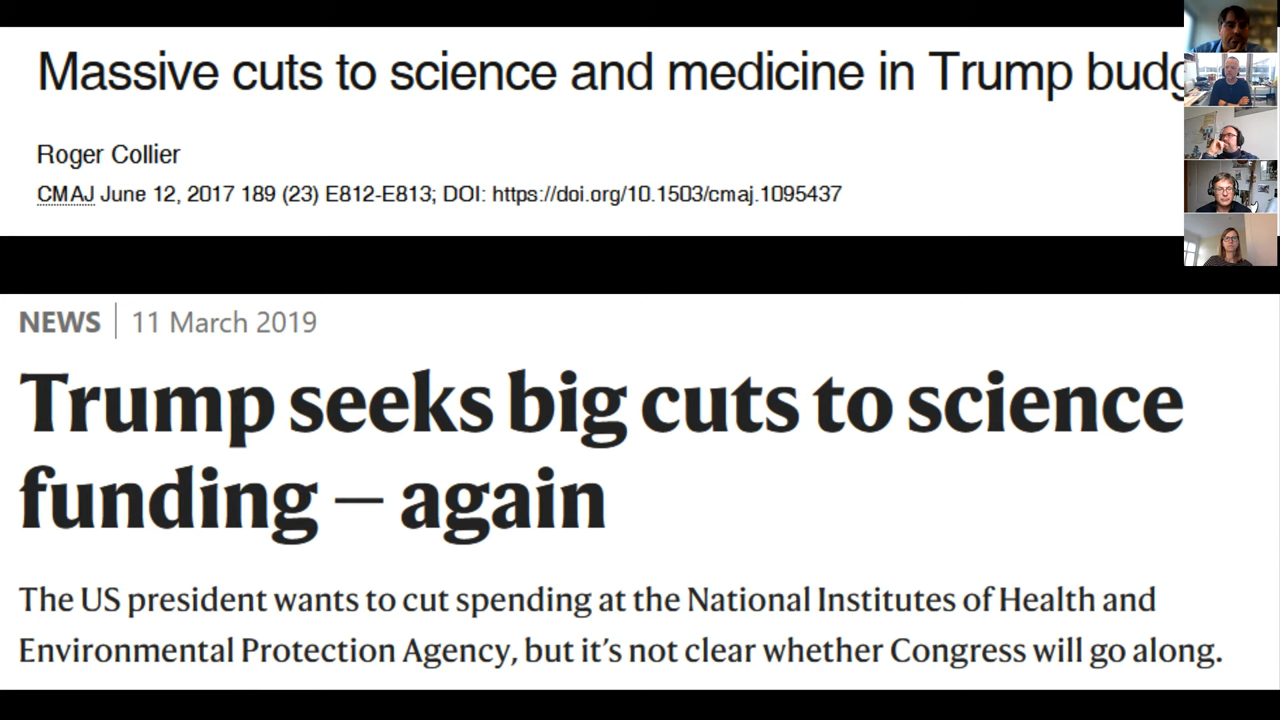 Massive cuts to science and medicine in Trump budg
Roger Collier
CMAJ June 12, 2017 189 (23) E812-E813; DOI: https://doi.org/10.1503/cmaj.1095437
NEWS | 11 March 2019
Trump seeks big cuts to science
funding – again
The US president wants to cut spending at the National Institutes of Health and
Environmental Protection Agency, but it’s not clear whether Congress will go along.